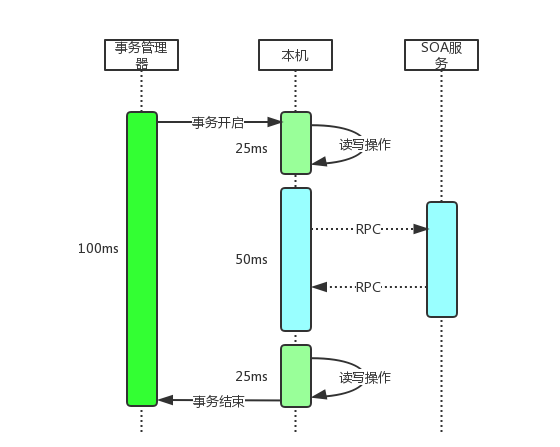 事务管理
器
本机
SOA服
务
事务开启
25ms
读写操作
RPC
100ms
50ms
RPC
25ms
读写操作
事务结束